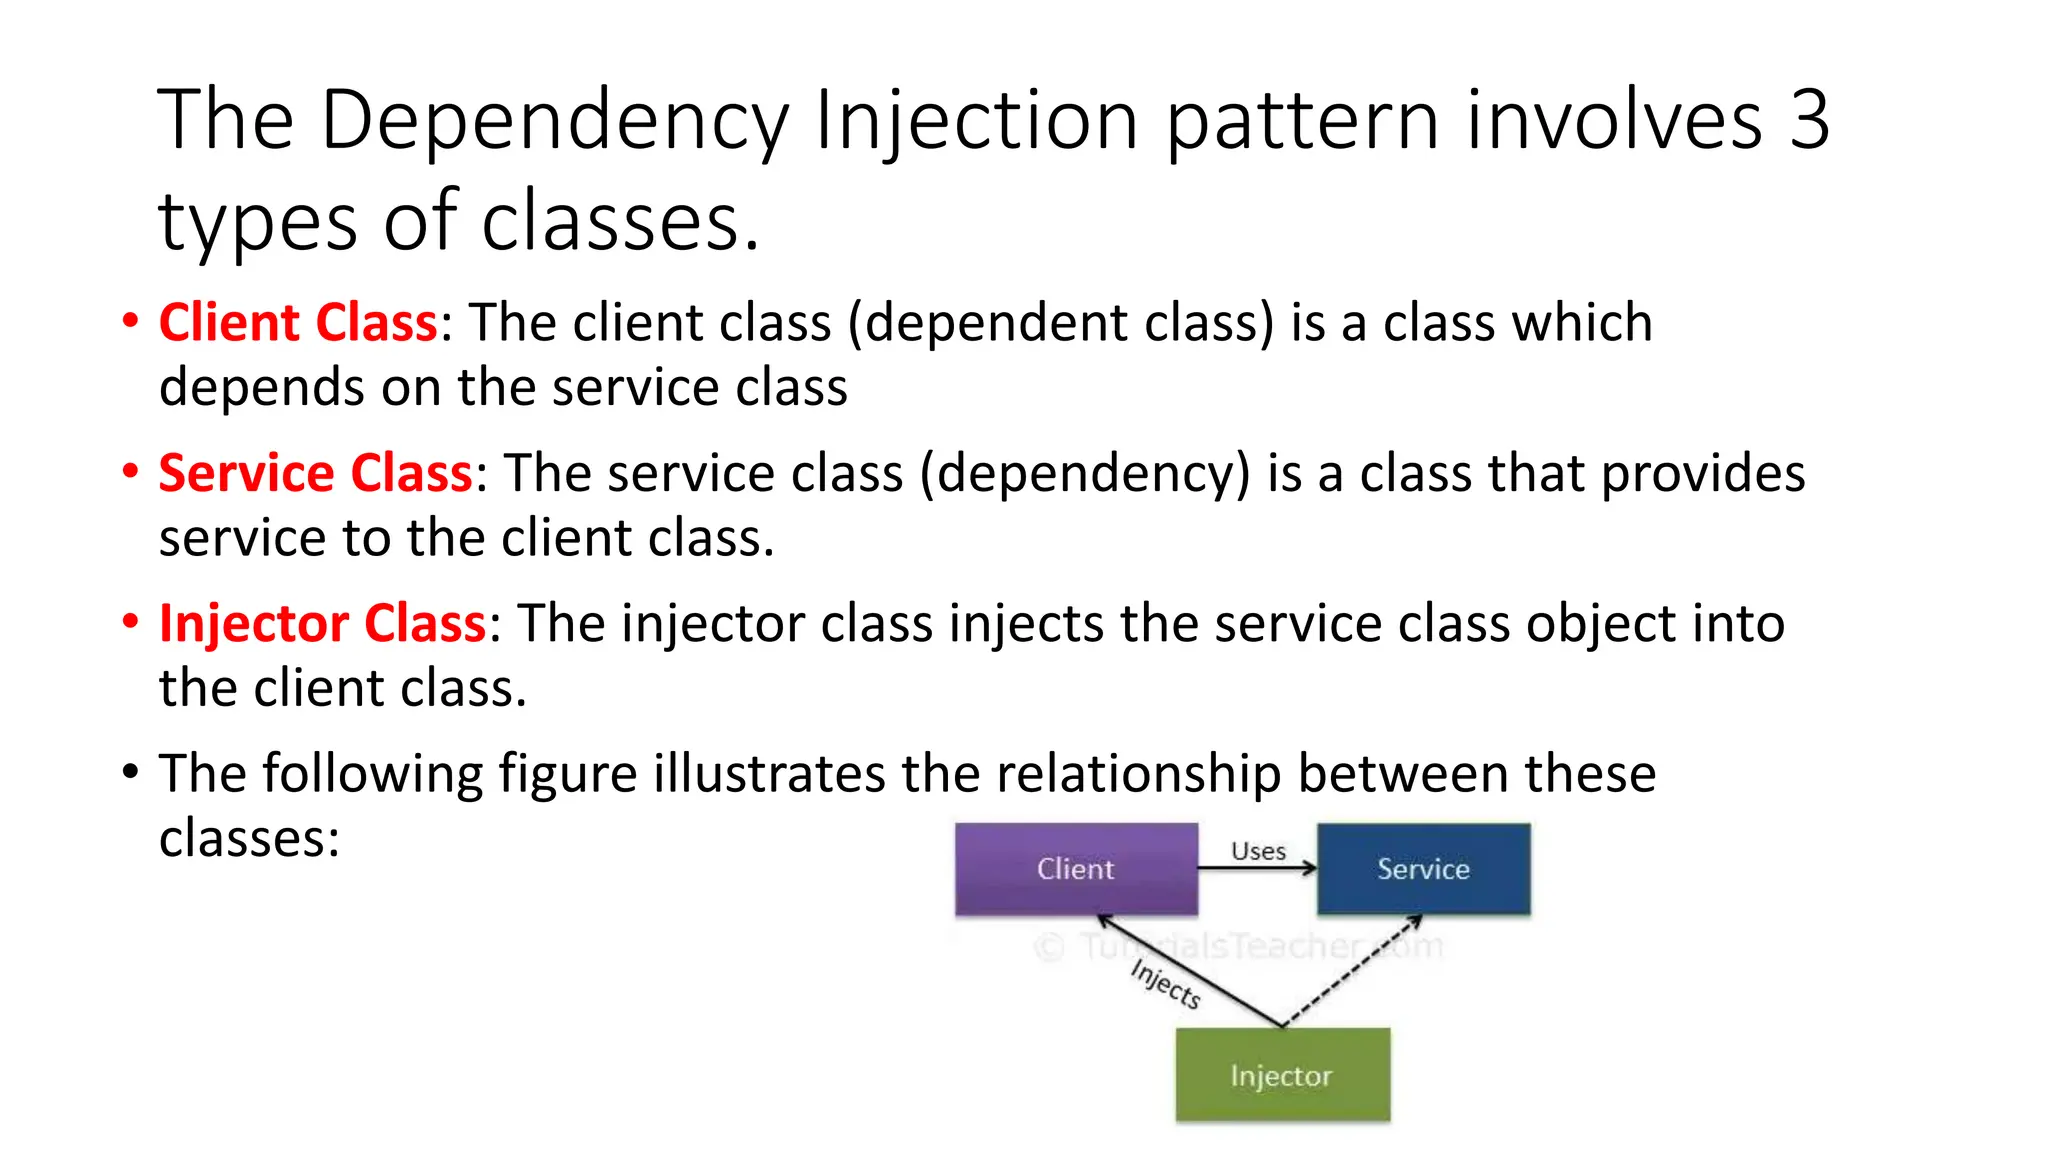 The Dependency Injection pattern involves 3
types of classes.
• Client Class: The client class (dependent class) is a class which
depends on the service class
• Service Class: The service class (dependency) is a class that provides
service to the client class.
• Injector Class: The injector class injects the service class object into
the client class.
• The following figure illustrates the relationship between these
classes:
Client
Uses
Service
© TutorialsTeacher.com
Injects
Injector